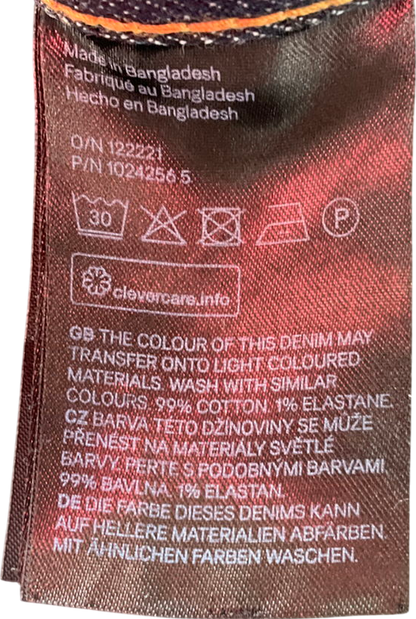 Made in Bangladesh
Fabriqué au Bangladesh
Hecho en Bangladesh
O/N 122221
P/N 1024256 5
30 P
clevercare.info
GB THE COLOUR OF THIS DENIM MAY
TRANSFER ONTO LIGHT COLOURED
MATERIALS. WASH WITH SIMILAR
COLOURS. 99% COTTON. 1% ELASTANE.
CZ BARVA TÉTO DŽÍNOVINY SE MŮŽE
PŘENÉST NA MATERIÁLY SVĚTLÉ
BARVY. PERTE S PODOBNÝMI BARVAMI.
99% BAVLNA. 1% ELASTAN.
DE DIE FARBE DIESES DENIMS KANN
AUF HELLERE MATERIALIEN ABFÄRBEN.
MIT ÄHNLICHEN FARBEN WASCHEN.